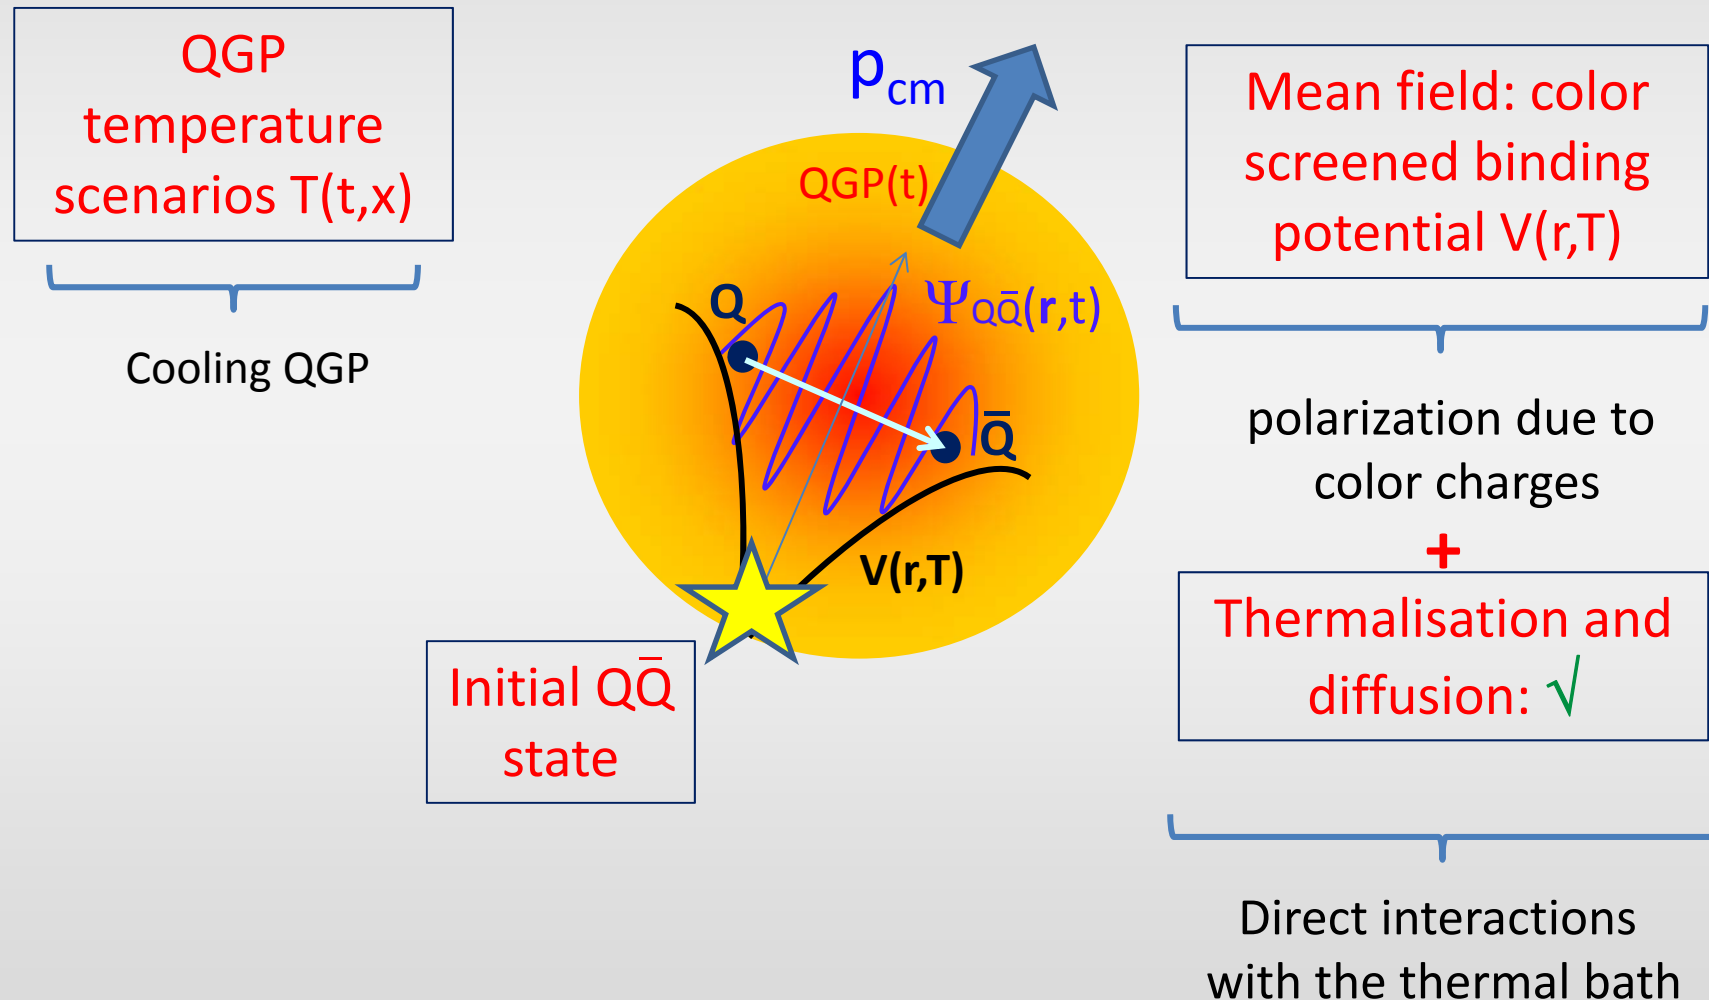 QGP
temperature
scenarios T(t,x)
Cooling QGP
p_cm
QGP(t)
Q
Ψ_QQ̄(r,t)
Q̄
V(r,T)
Initial QQ̄
state
Mean field: color
screened binding
potential V(r,T)
polarization due to
color charges
+
Thermalisation and
diffusion: √
Direct interactions
with the thermal bath